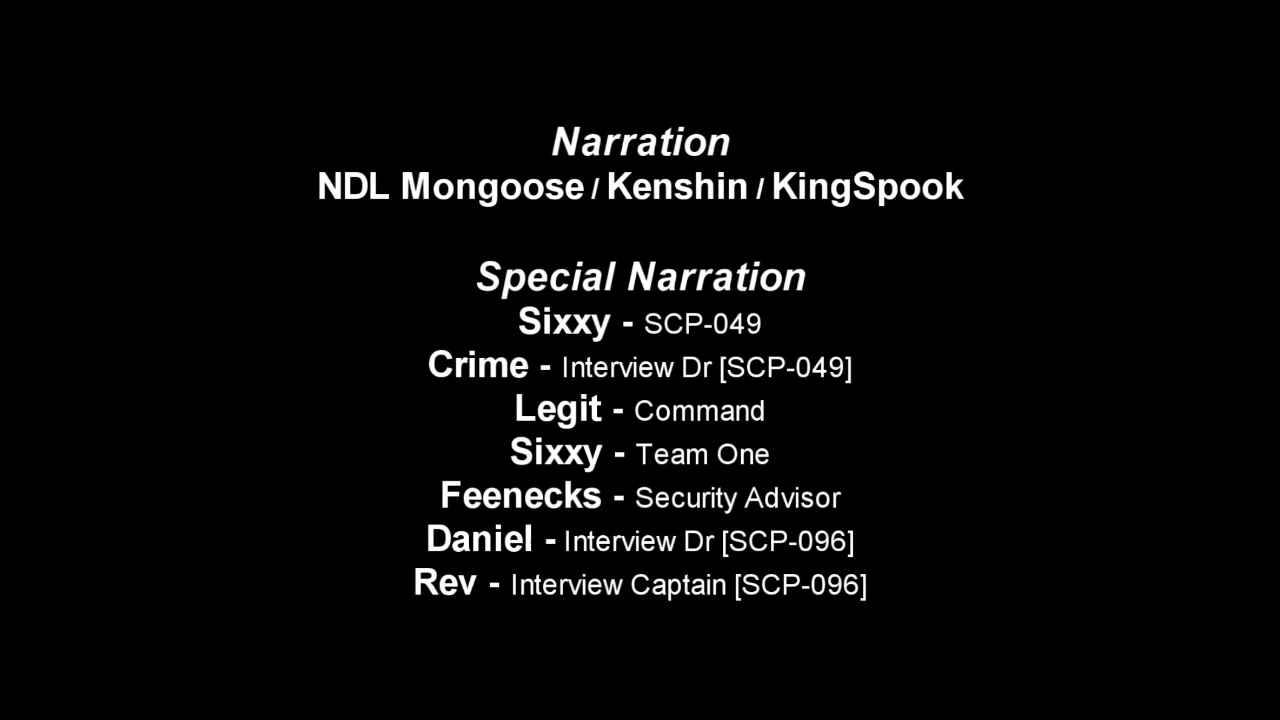 Narration
NDL Mongoose / Kenshin / KingSpook
Special Narration
Sixxy - SCP-049
Crime - Interview Dr [SCP-049]
Legit - Command
Sixxy - Team One
Feenecks - Security Advisor
Daniel - Interview Dr [SCP-096]
Rev - Interview Captain [SCP-096]